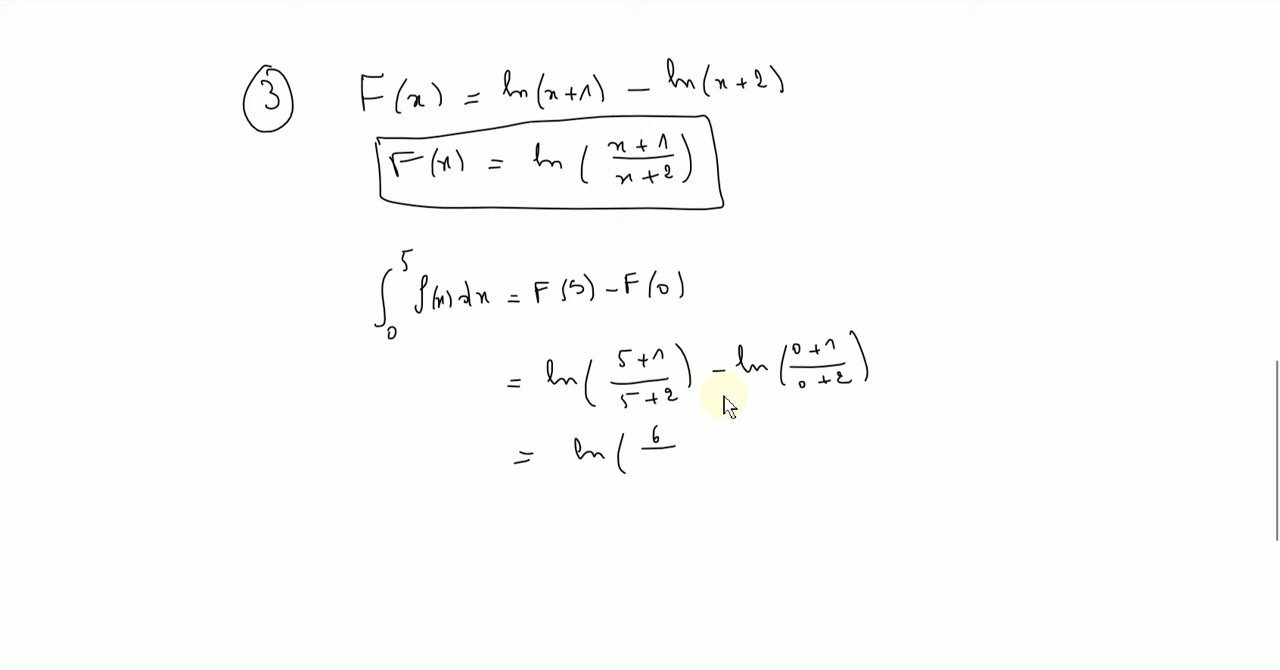 ③ F(x) = ln(x+1) - ln(x+2)
F(x) = ln((x+1)/(x+2))
∫₀⁵ f(x)dx = F(5) - F(0)
= ln((5+1)/(5+2)) - ln((0+1)/(0+2))
= ln(6/